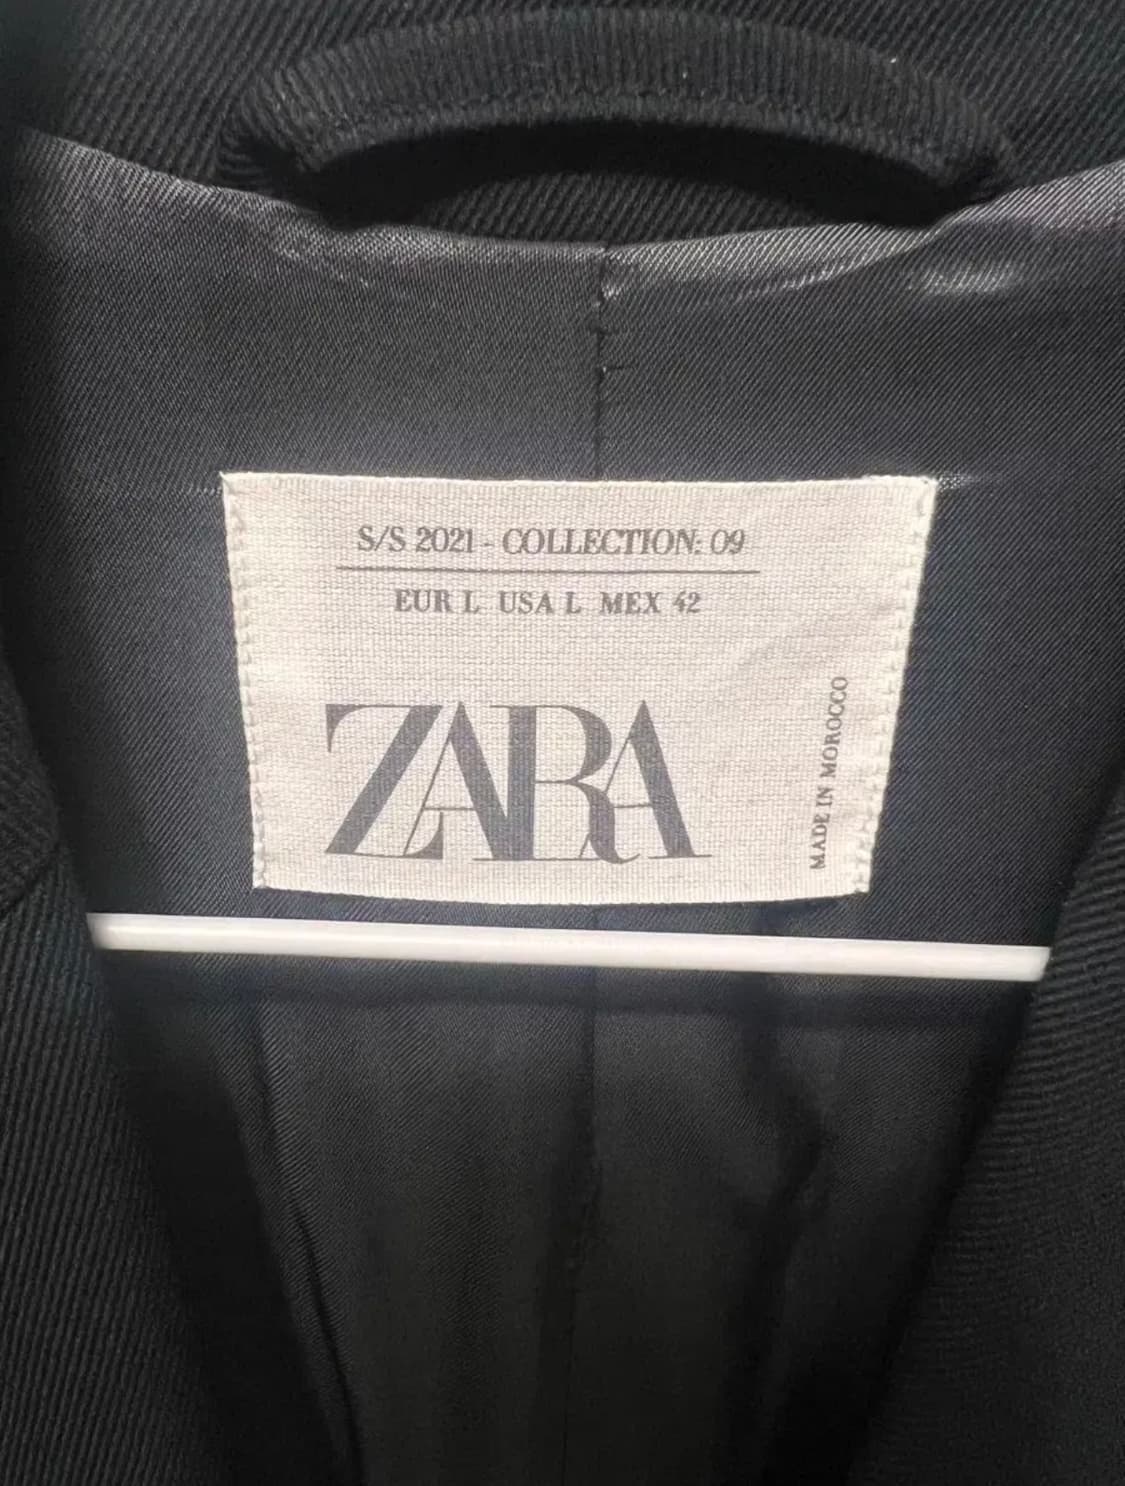 S/S 2021 - COLLECTION: 09
EUR L USA L MEX 42
ZARA
MADE IN MOROCCO